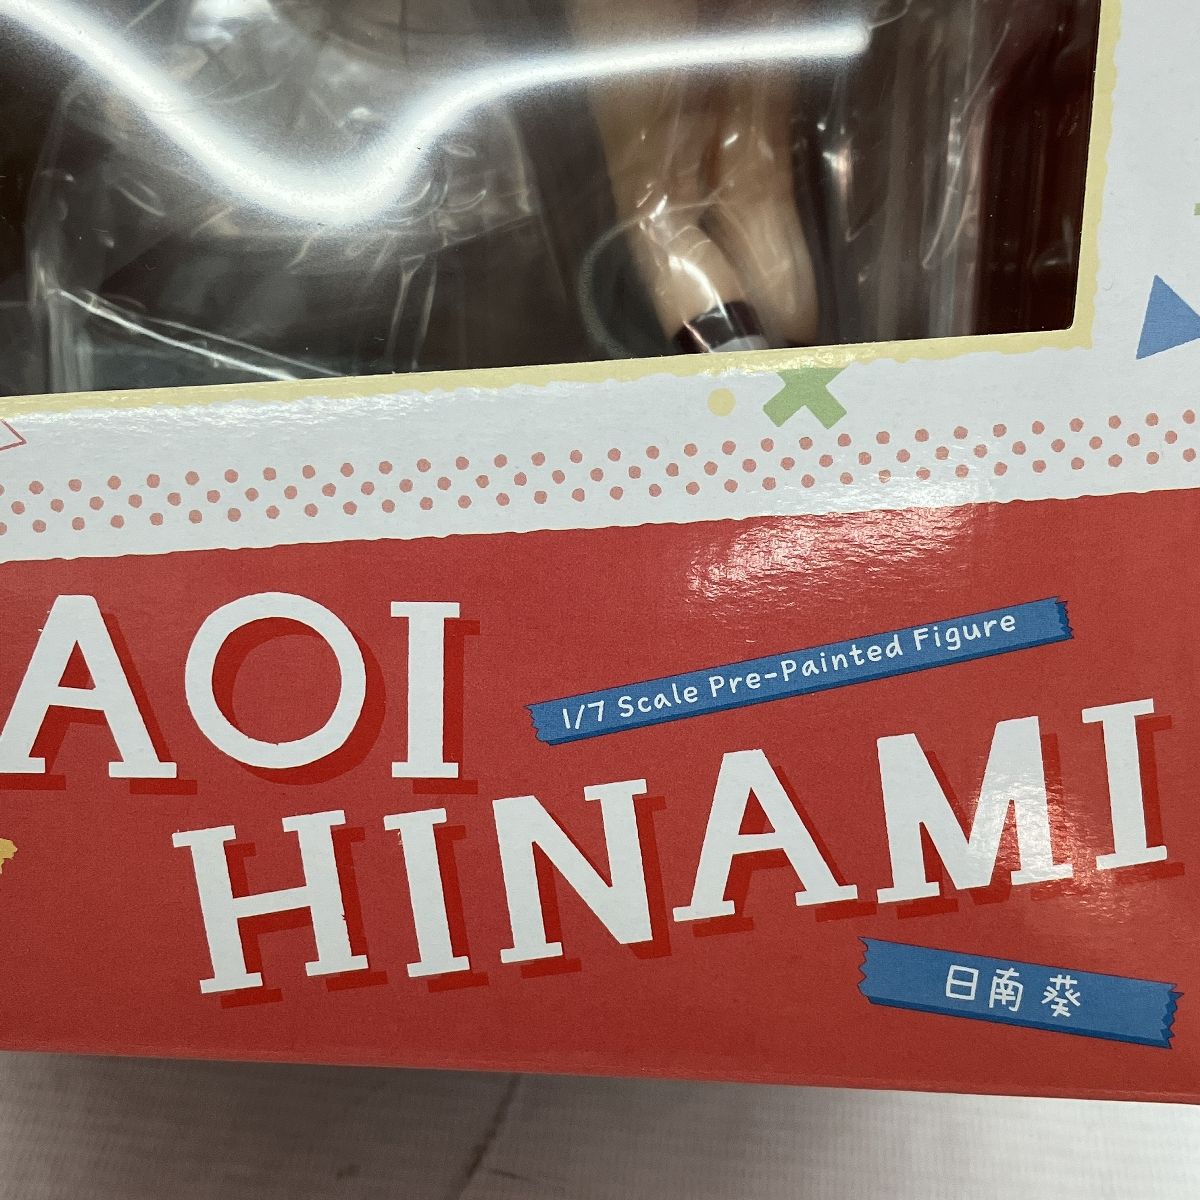 AOI
1/7 Scale Pre-Painted Figure
HINAMI
日南 葵